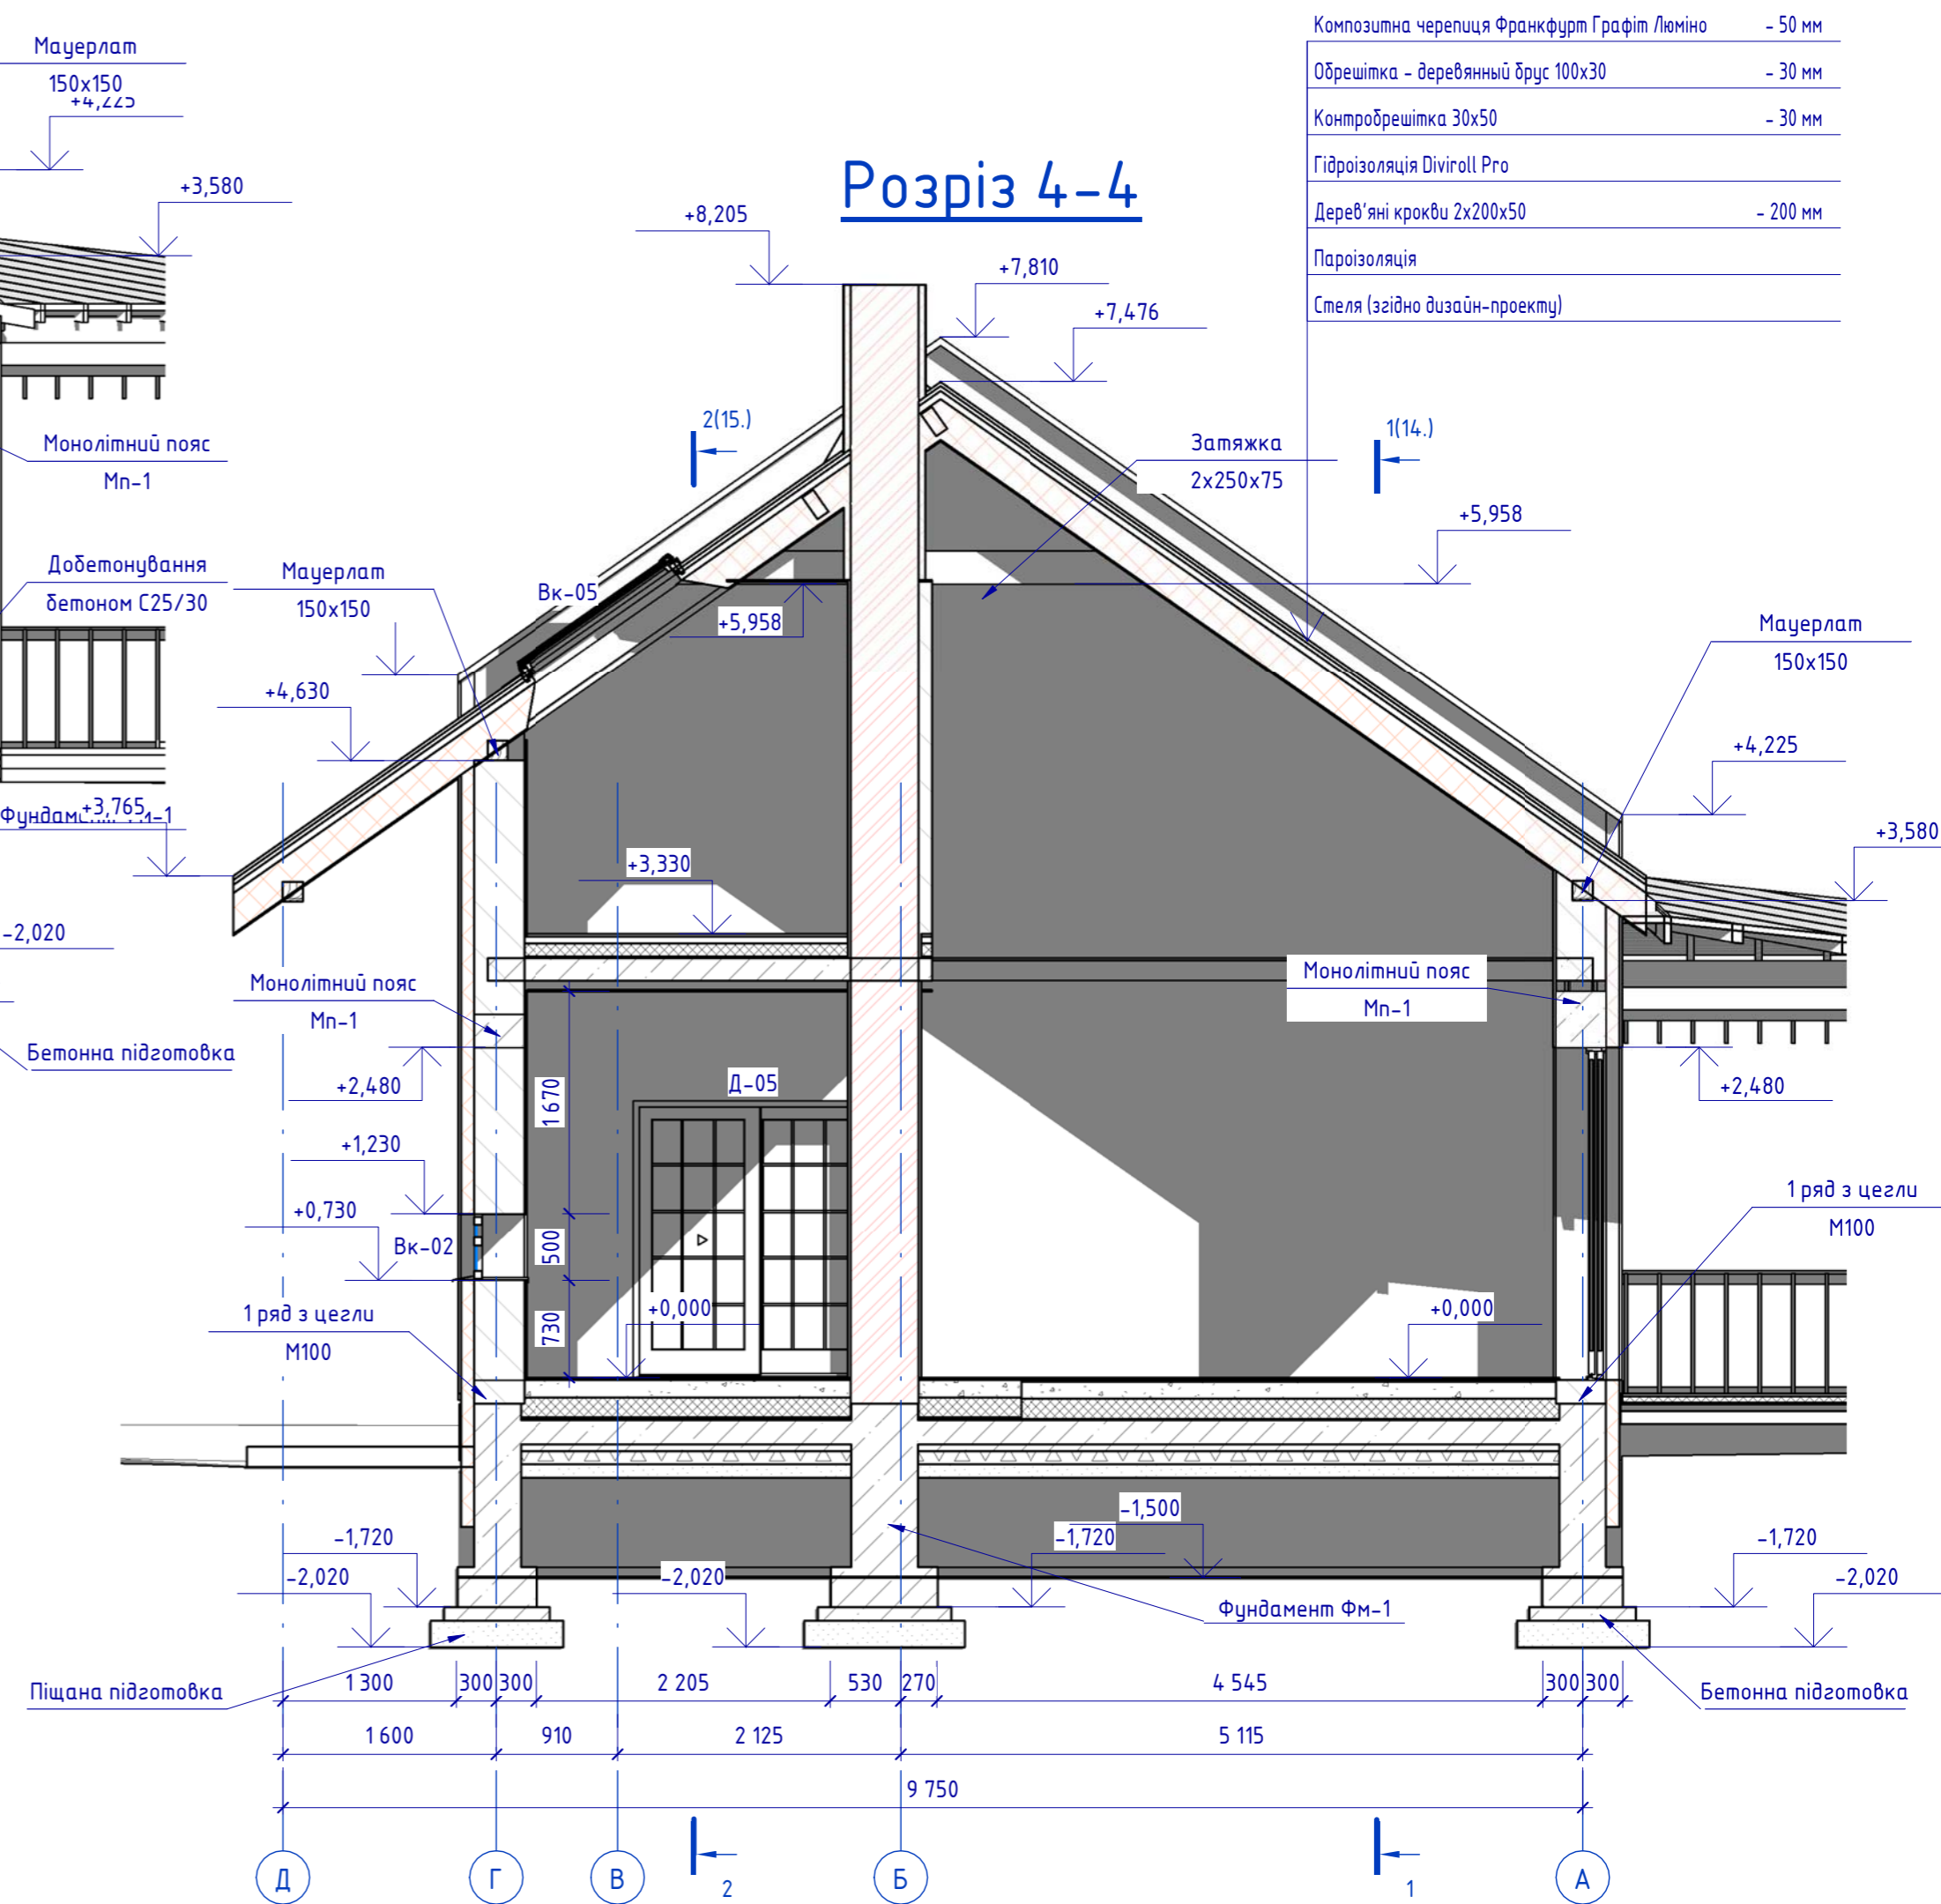 Композитна черепиця Франкфурт Графіт Люміно - 50 мм
Обрешітка - деревянный брус 100х30 - 30 мм
Контробрешітка 30х50 - 30 мм
Гідроізоляція Diviroll Pro
Дерев'яні крокви 2х200х50 - 200 мм
Пароізоляція
Стеля (згідно дизайн-проекту)
Мауерлат
150х150
+4,225
+3,580
Розріз 4-4
+8,205
+7,810
+7,476
2(15.)
1(14.)
Монолітний пояс
Мп-1
Затяжка
2х250х75
+5,958
Добетонування
бетоном С25/30
Мауерлат
150х150
Вк-05
+5,958
Мауерлат
150х150
+4,630
+4,225
+3,765
+3,580
+3,330
-2,020
Монолітний пояс
Мп-1
Монолітний пояс
Мп-1
Бетонна підготовка
+2,480
Д-05
+2,480
1 670
+1,230
+0,730
Вк-02
500
1 ряд з цегли
М100
1 ряд з цегли
М100
730
+0,000
+0,000
-1,500
-1,720
-1,720
-1,720
-2,020
-2,020
-2,020
Фундамент Фм-1
Піщана підготовка
Бетонна підготовка
1 300 300 300 2 205 530 270 4 545 300 300
1 600 910 2 125 5 115
9 750
Д Г В Б А
2 1